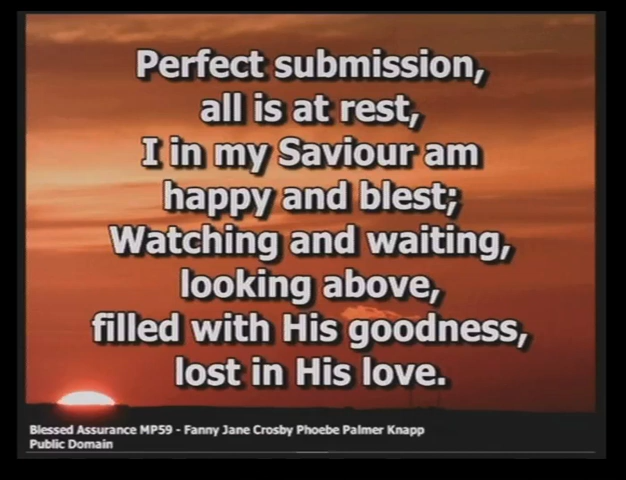 Perfect submission,
all is at rest,
I in my Saviour am
happy and blest;
Watching and waiting,
looking above,
filled with His goodness,
lost in His love.
Blessed Assurance MP59 - Fanny Jane Crosby Phoebe Palmer Knapp
Public Domain